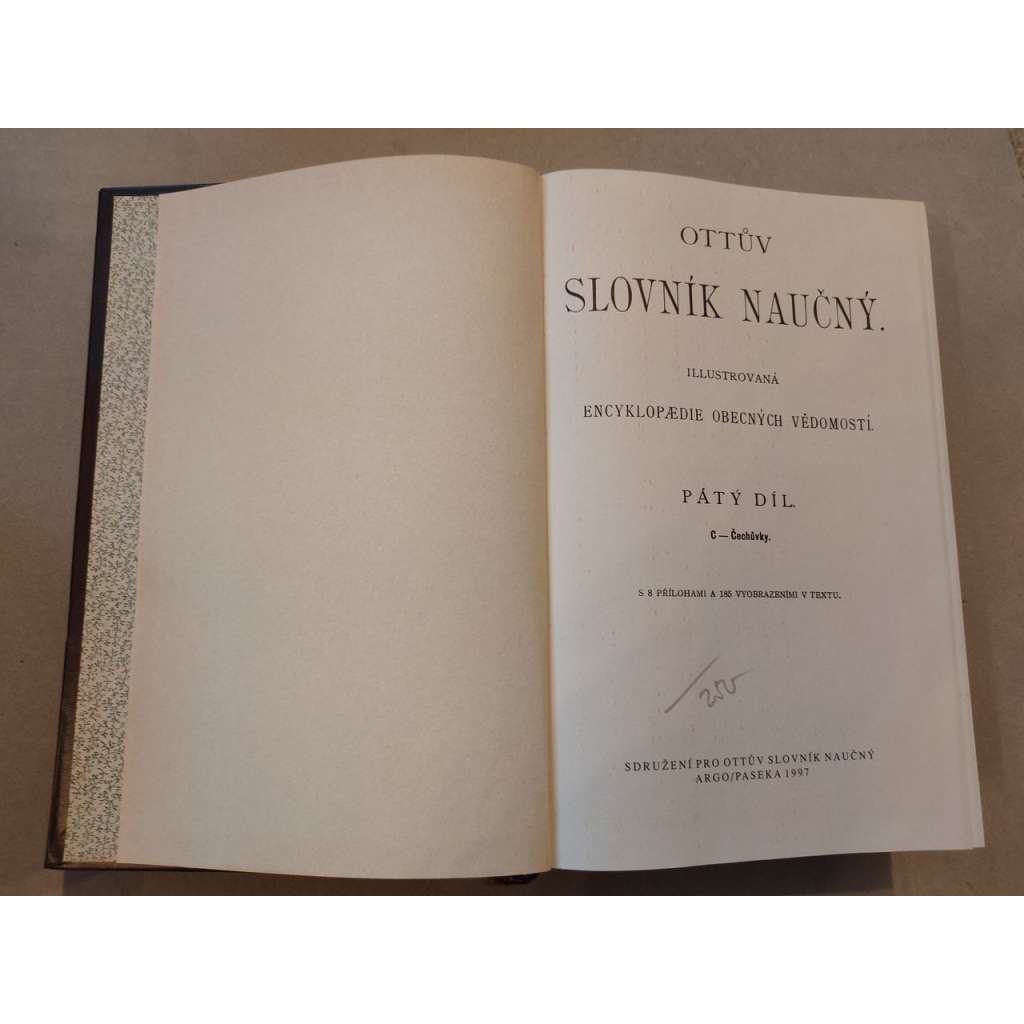 OTTŮV
SLOVNÍK NAUČNÝ.
ILLUSTROVANÁ
ENCYKLOPÆDIE OBECNÝCH VĚDOMOSTÍ.
PÁTÝ DÍL.
C — Čechůvky.
S 8 PŘÍLOHAMI A 185 VYOBRAZENÍMI V TEXTU.
SDRUŽENÍ PRO OTTŮV SLOVNÍK NAUČNÝ
ARGO/PASEKA 1997